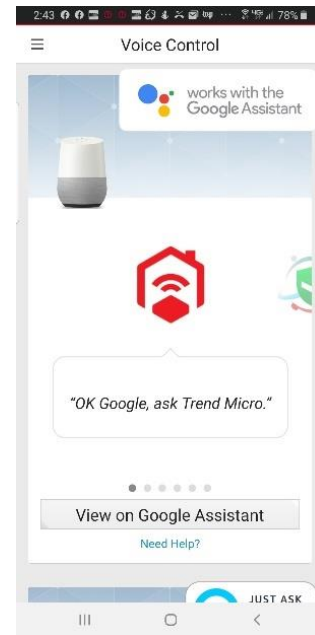 2:43
78%
Voice Control
works with the
Google Assistant
"OK Google, ask Trend Micro."
View on Google Assistant
Need Help?
JUST ASK